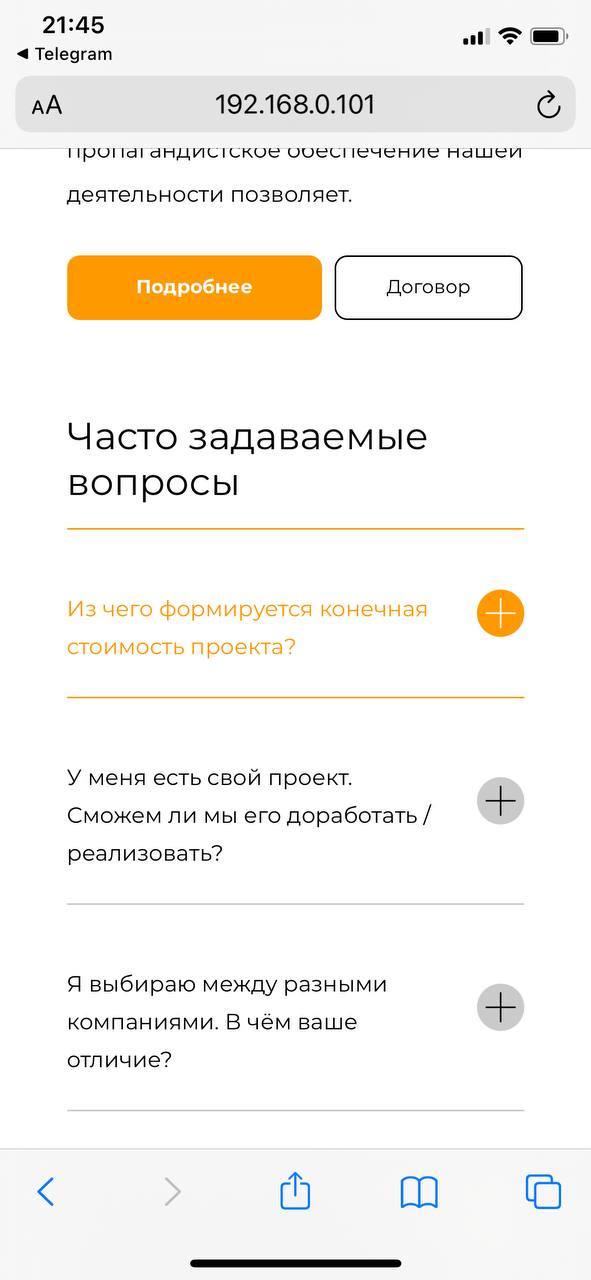 21:45
◀ Telegram
AA
192.168.0.101
пропагандистское обеспечение нашей
деятельности позволяет.
Подробнее
Договор
Часто задаваемые
вопросы
Из чего формируется конечная
стоимость проекта?
У меня есть свой проект.
Сможем ли мы его доработать /
реализовать?
Я выбираю между разными
компаниями. В чём ваше
отличие?